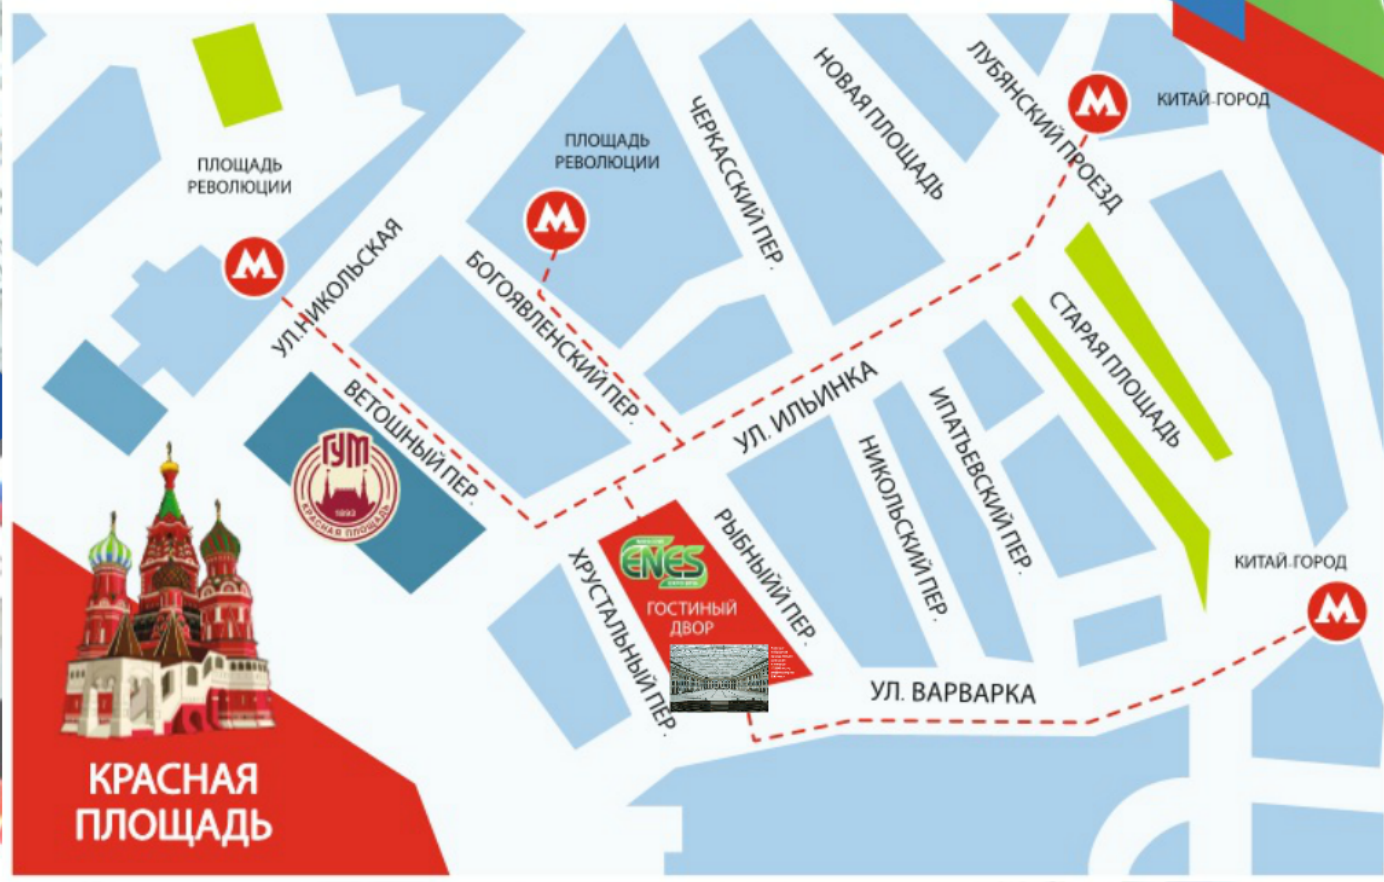 ПЛОЩАДЬ
РЕВОЛЮЦИИ
М
ПЛОЩАДЬ
РЕВОЛЮЦИИ
М
ЧЕРКАССКИЙ ПЕР.
НОВАЯ ПЛОЩАДЬ
ЛУБЯНСКИЙ ПРОЕЗД
М
КИТАЙ-ГОРОД
УЛ. НИКОЛЬСКАЯ
БОГОЯВЛЕНСКИЙ ПЕР.
ВЕТОШНЫЙ ПЕР.
ГУМ
1893
КРАСНАЯ ПЛОЩАДЬ
УЛ. ИЛЬИНКА
СТАРАЯ ПЛОЩАДЬ
ИПАТЬЕВСКИЙ ПЕР.
НИКОЛЬСКИЙ ПЕР.
РЫБНЫЙ ПЕР.
ХРУСТАЛЬНЫЙ ПЕР.
ENES
ГОСТИНЫЙ
ДВОР
КИТАЙ-ГОРОД
М
УЛ. ВАРВАРКА
КРАСНАЯ
ПЛОЩАДЬ